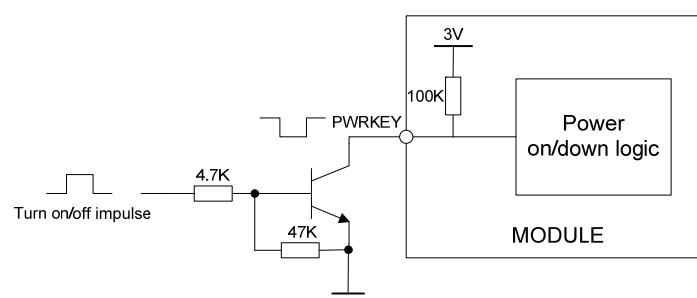 3V
100K
PWRKEY
Power
on/down logic
4.7K
Turn on/off impulse
47K
MODULE